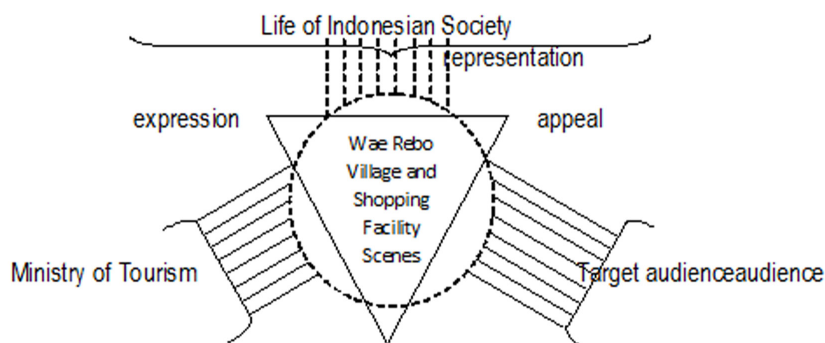 Life of Indonesian Society
representation
expression
appeal
Wae Rebo
Village and
Shopping
Facility
Scenes
Ministry of Tourism
Target audienceaudience